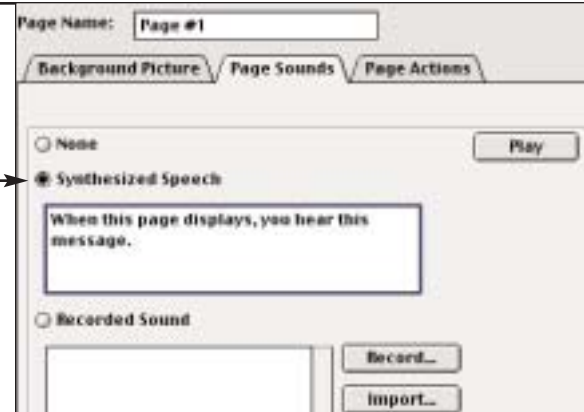 Page Name: Page #1
Background Picture Page Sounds Page Actions
None Play
Synthesized Speech
When this page displays, you hear this
message.
Recorded Sound
Record...
Import...